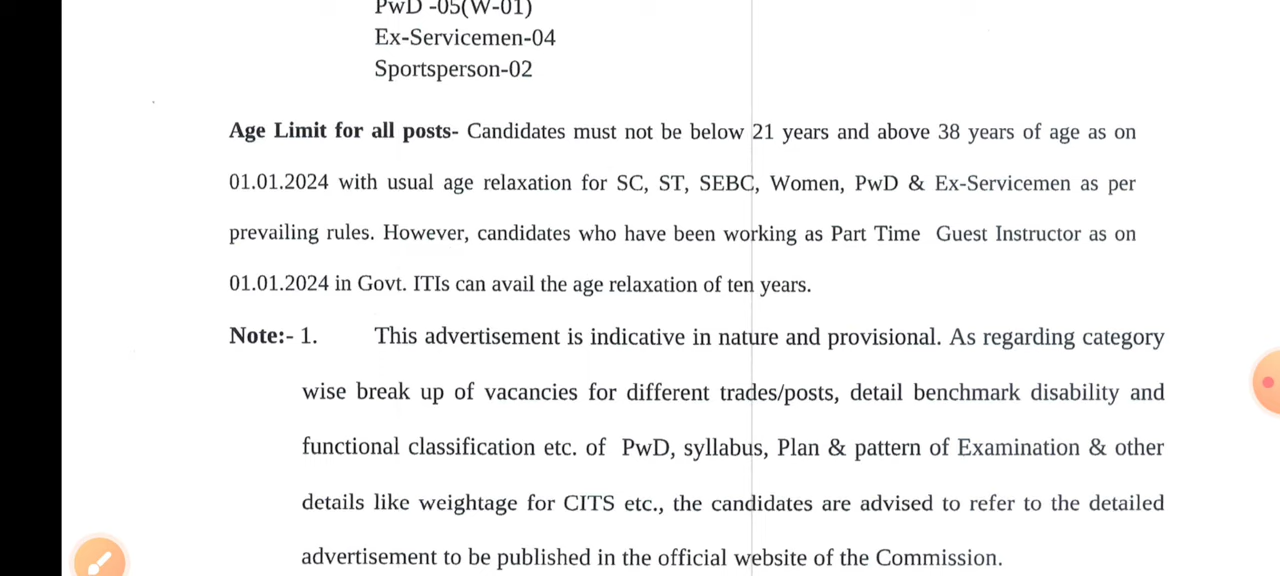 PwD -05(W-01)
Ex-Servicemen-04
Sportsperson-02
Age Limit for all posts- Candidates must not be below 21 years and above 38 years of age as on
01.01.2024 with usual age relaxation for SC, ST, SEBC, Women, PwD & Ex-Servicemen as per
prevailing rules. However, candidates who have been working as Part Time Guest Instructor as on
01.01.2024 in Govt. ITIs can avail the age relaxation of ten years.
Note:- 1. This advertisement is indicative in nature and provisional. As regarding category
wise break up of vacancies for different trades/posts, detail benchmark disability and
functional classification etc. of PwD, syllabus, Plan & pattern of Examination & other
details like weightage for CITS etc., the candidates are advised to refer to the detailed
advertisement to be published in the official website of the Commission.